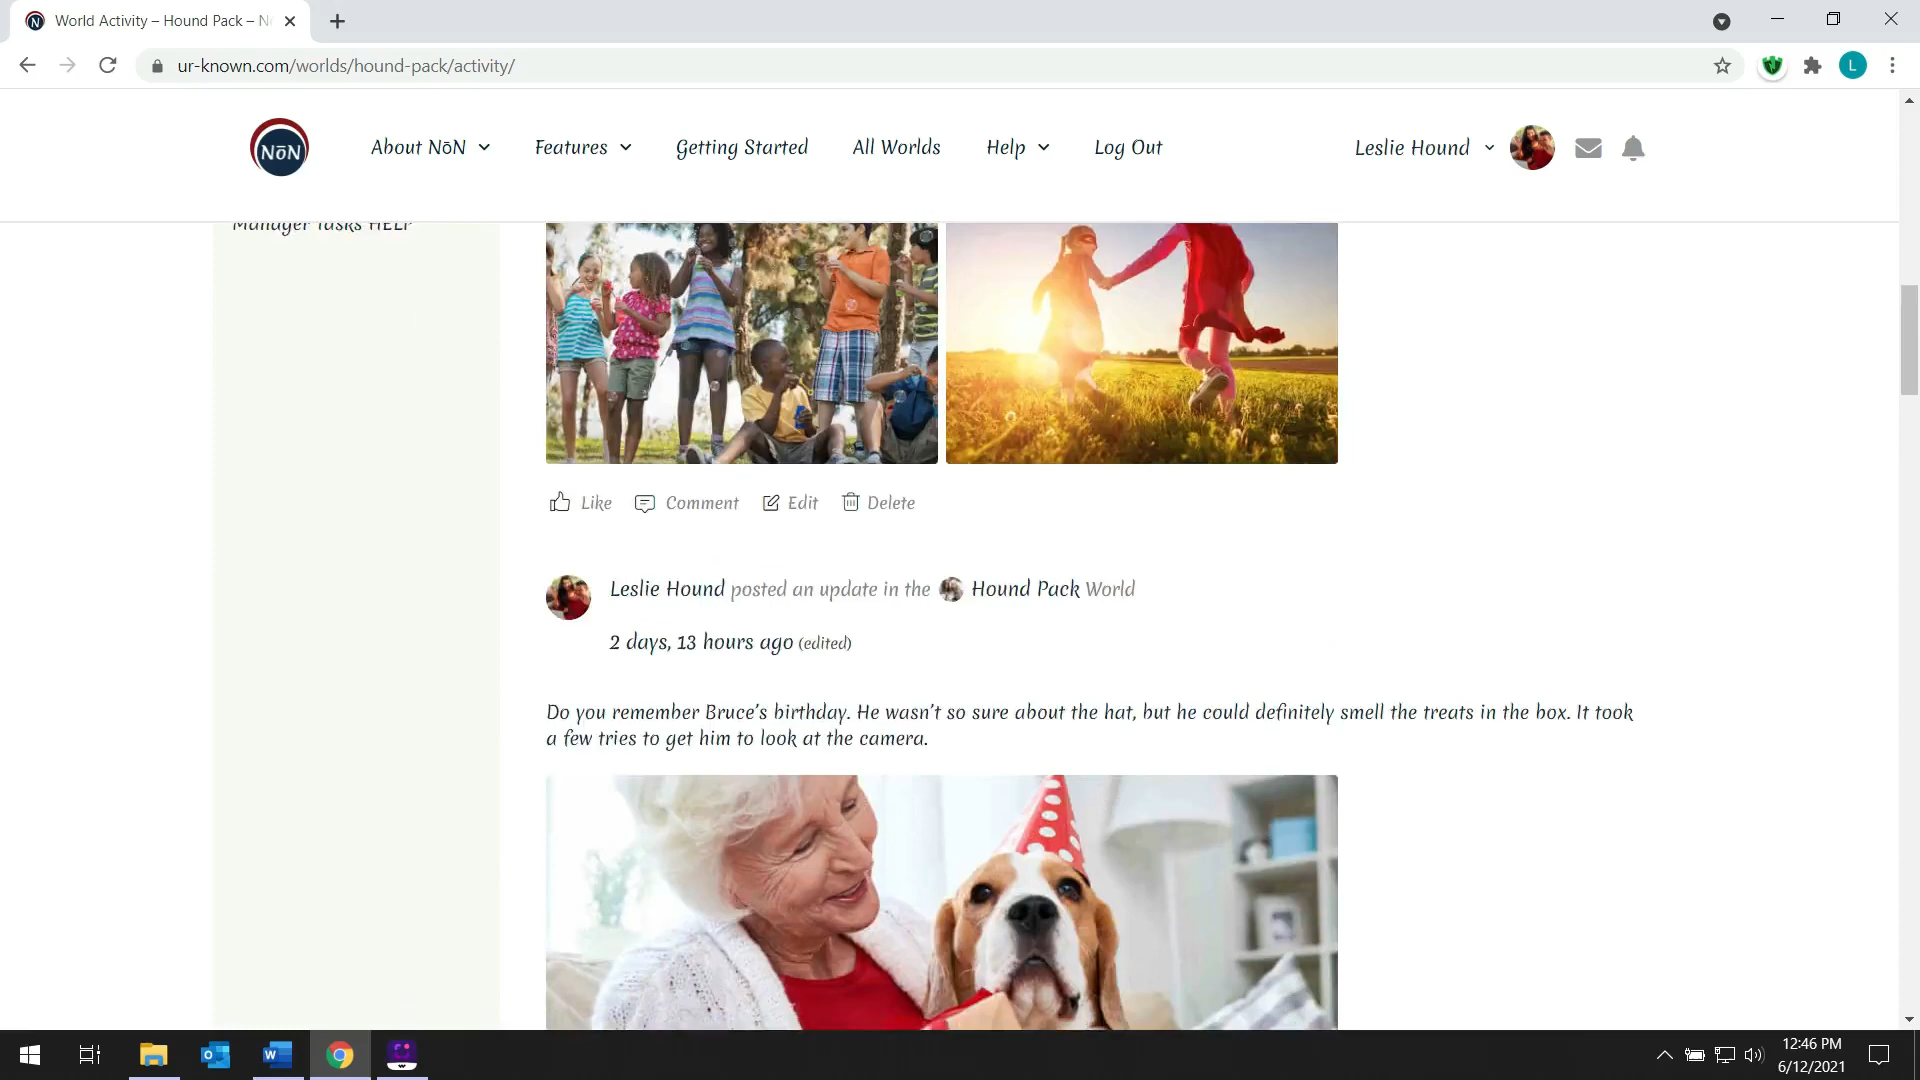 World Activity – Hound Pack – N
ur-known.com/worlds/hound-pack/activity/
L
NōN
About NōN
Features
Getting Started
All Worlds
Help
Log Out
Leslie Hound
Manager Tasks HELP
Like
Comment
Edit
Delete
Leslie Hound posted an update in the Hound Pack World
2 days, 13 hours ago (edited)
Do you remember Bruce’s birthday. He wasn’t so sure about the hat, but he could definitely smell the treats in the box. It took
a few tries to get him to look at the camera.
12:46 PM
6/12/2021